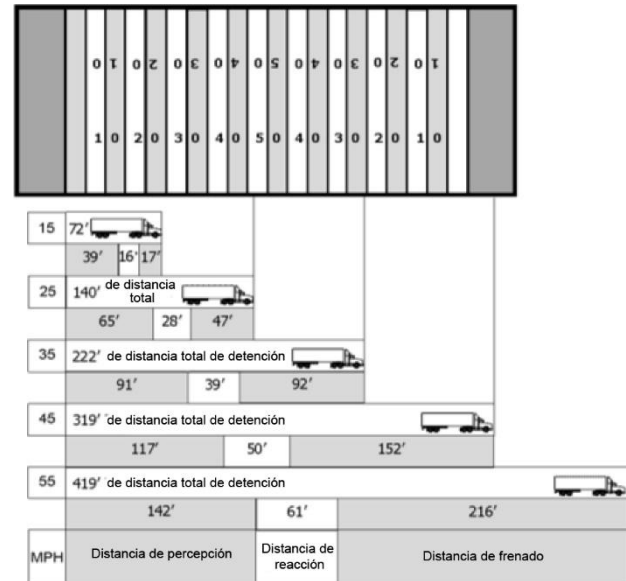 0 1 0 2 0 3 0 4 0 5 0 4 0 3 0 2 0 1
1 0 2 0 3 0 4 0 5 0 4 0 3 0 2 0 1 0
15 72′
39′ 16′ 17′
25 140′ de distancia
total
65′ 28′ 47′
35 222′ de distancia total de detención
91′ 39′ 92′
45 319′ de distancia total de detención
117′ 50′ 152′
55 419′ de distancia total de detención
142′ 61′ 216′
MPH Distancia de percepción Distancia de Distancia de frenado
reacción